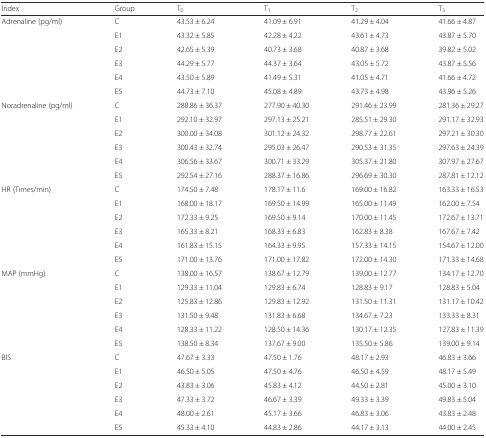 Index Group T0 T1 T2 T3
Adrenaline (pg/ml) C 43.53 ± 6.24 41.09 ± 6.91 41.29 ± 4.04 41.66 ± 4.87
E1 43.32 ± 5.85 42.28 ± 4.22 43.61 ± 4.73 43.87 ± 5.70
E2 42.65 ± 5.39 40.73 ± 3.68 40.87 ± 3.68 39.82 ± 5.02
E3 44.29 ± 5.77 44.37 ± 3.64 43.05 ± 5.72 43.87 ± 5.56
E4 43.50 ± 5.89 41.49 ± 5.31 41.05 ± 4.71 41.66 ± 4.72
E5 44.73 ± 7.10 45.08 ± 4.89 43.73 ± 4.98 43.96 ± 5.26
Noradrenaline (pg/ml) C 288.86 ± 36.37 277.90 ± 40.30 291.46 ± 23.99 281.36 ± 29.27
E1 292.10 ± 32.97 297.13 ± 25.21 285.51 ± 29.30 291.17 ± 32.93
E2 300.00 ± 34.08 301.12 ± 24.32 298.77 ± 22.61 297.21 ± 30.30
E3 300.43 ± 32.74 295.03 ± 26.47 290.53 ± 31.35 297.63 ± 24.39
E4 306.56 ± 33.67 300.71 ± 33.29 305.37 ± 21.80 307.97 ± 27.67
E5 292.54 ± 27.16 288.37 ± 16.86 296.69 ± 30.30 287.81 ± 12.12
HR (Times/min) C 174.50 ± 7.48 178.17 ± 11.6 169.00 ± 16.82 163.33 ± 16.53
E1 168.00 ± 18.17 169.50 ± 14.99 165.00 ± 11.49 162.00 ± 7.54
E2 172.33 ± 9.25 169.50 ± 9.14 170.00 ± 11.45 172.67 ± 13.71
E3 165.33 ± 8.21 168.33 ± 6.83 162.83 ± 8.38 167.67 ± 7.42
E4 161.83 ± 15.15 164.33 ± 9.95 157.33 ± 14.15 154.67 ± 12.00
E5 171.00 ± 13.76 171.00 ± 17.82 172.00 ± 14.30 171.33 ± 14.68
MAP (mmHg) C 138.00 ± 16.57 138.67 ± 12.79 139.00 ± 12.77 134.17 ± 12.70
E1 129.33 ± 11.04 129.83 ± 6.74 128.83 ± 9.17 128.83 ± 5.04
E2 125.83 ± 12.86 129.83 ± 12.92 131.50 ± 11.31 131.17 ± 10.42
E3 131.50 ± 9.48 131.83 ± 6.68 134.67 ± 7.23 133.33 ± 8.31
E4 128.33 ± 11.22 128.50 ± 14.36 130.17 ± 12.35 127.83 ± 11.39
E5 138.50 ± 8.34 137.67 ± 9.00 135.50 ± 5.86 139.00 ± 9.14
BIS C 47.67 ± 3.33 47.50 ± 1.76 48.17 ± 2.93 46.83 ± 3.66
E1 46.50 ± 5.05 47.50 ± 4.76 46.50 ± 4.59 48.17 ± 5.49
E2 43.83 ± 3.06 45.83 ± 4.12 44.50 ± 2.81 45.00 ± 3.10
E3 47.33 ± 3.72 46.67 ± 3.39 49.33 ± 3.39 49.83 ± 5.04
E4 48.00 ± 2.61 45.17 ± 3.66 46.83 ± 3.06 43.83 ± 2.48
E5 45.33 ± 4.10 44.83 ± 2.86 44.17 ± 3.13 44.00 ± 2.45